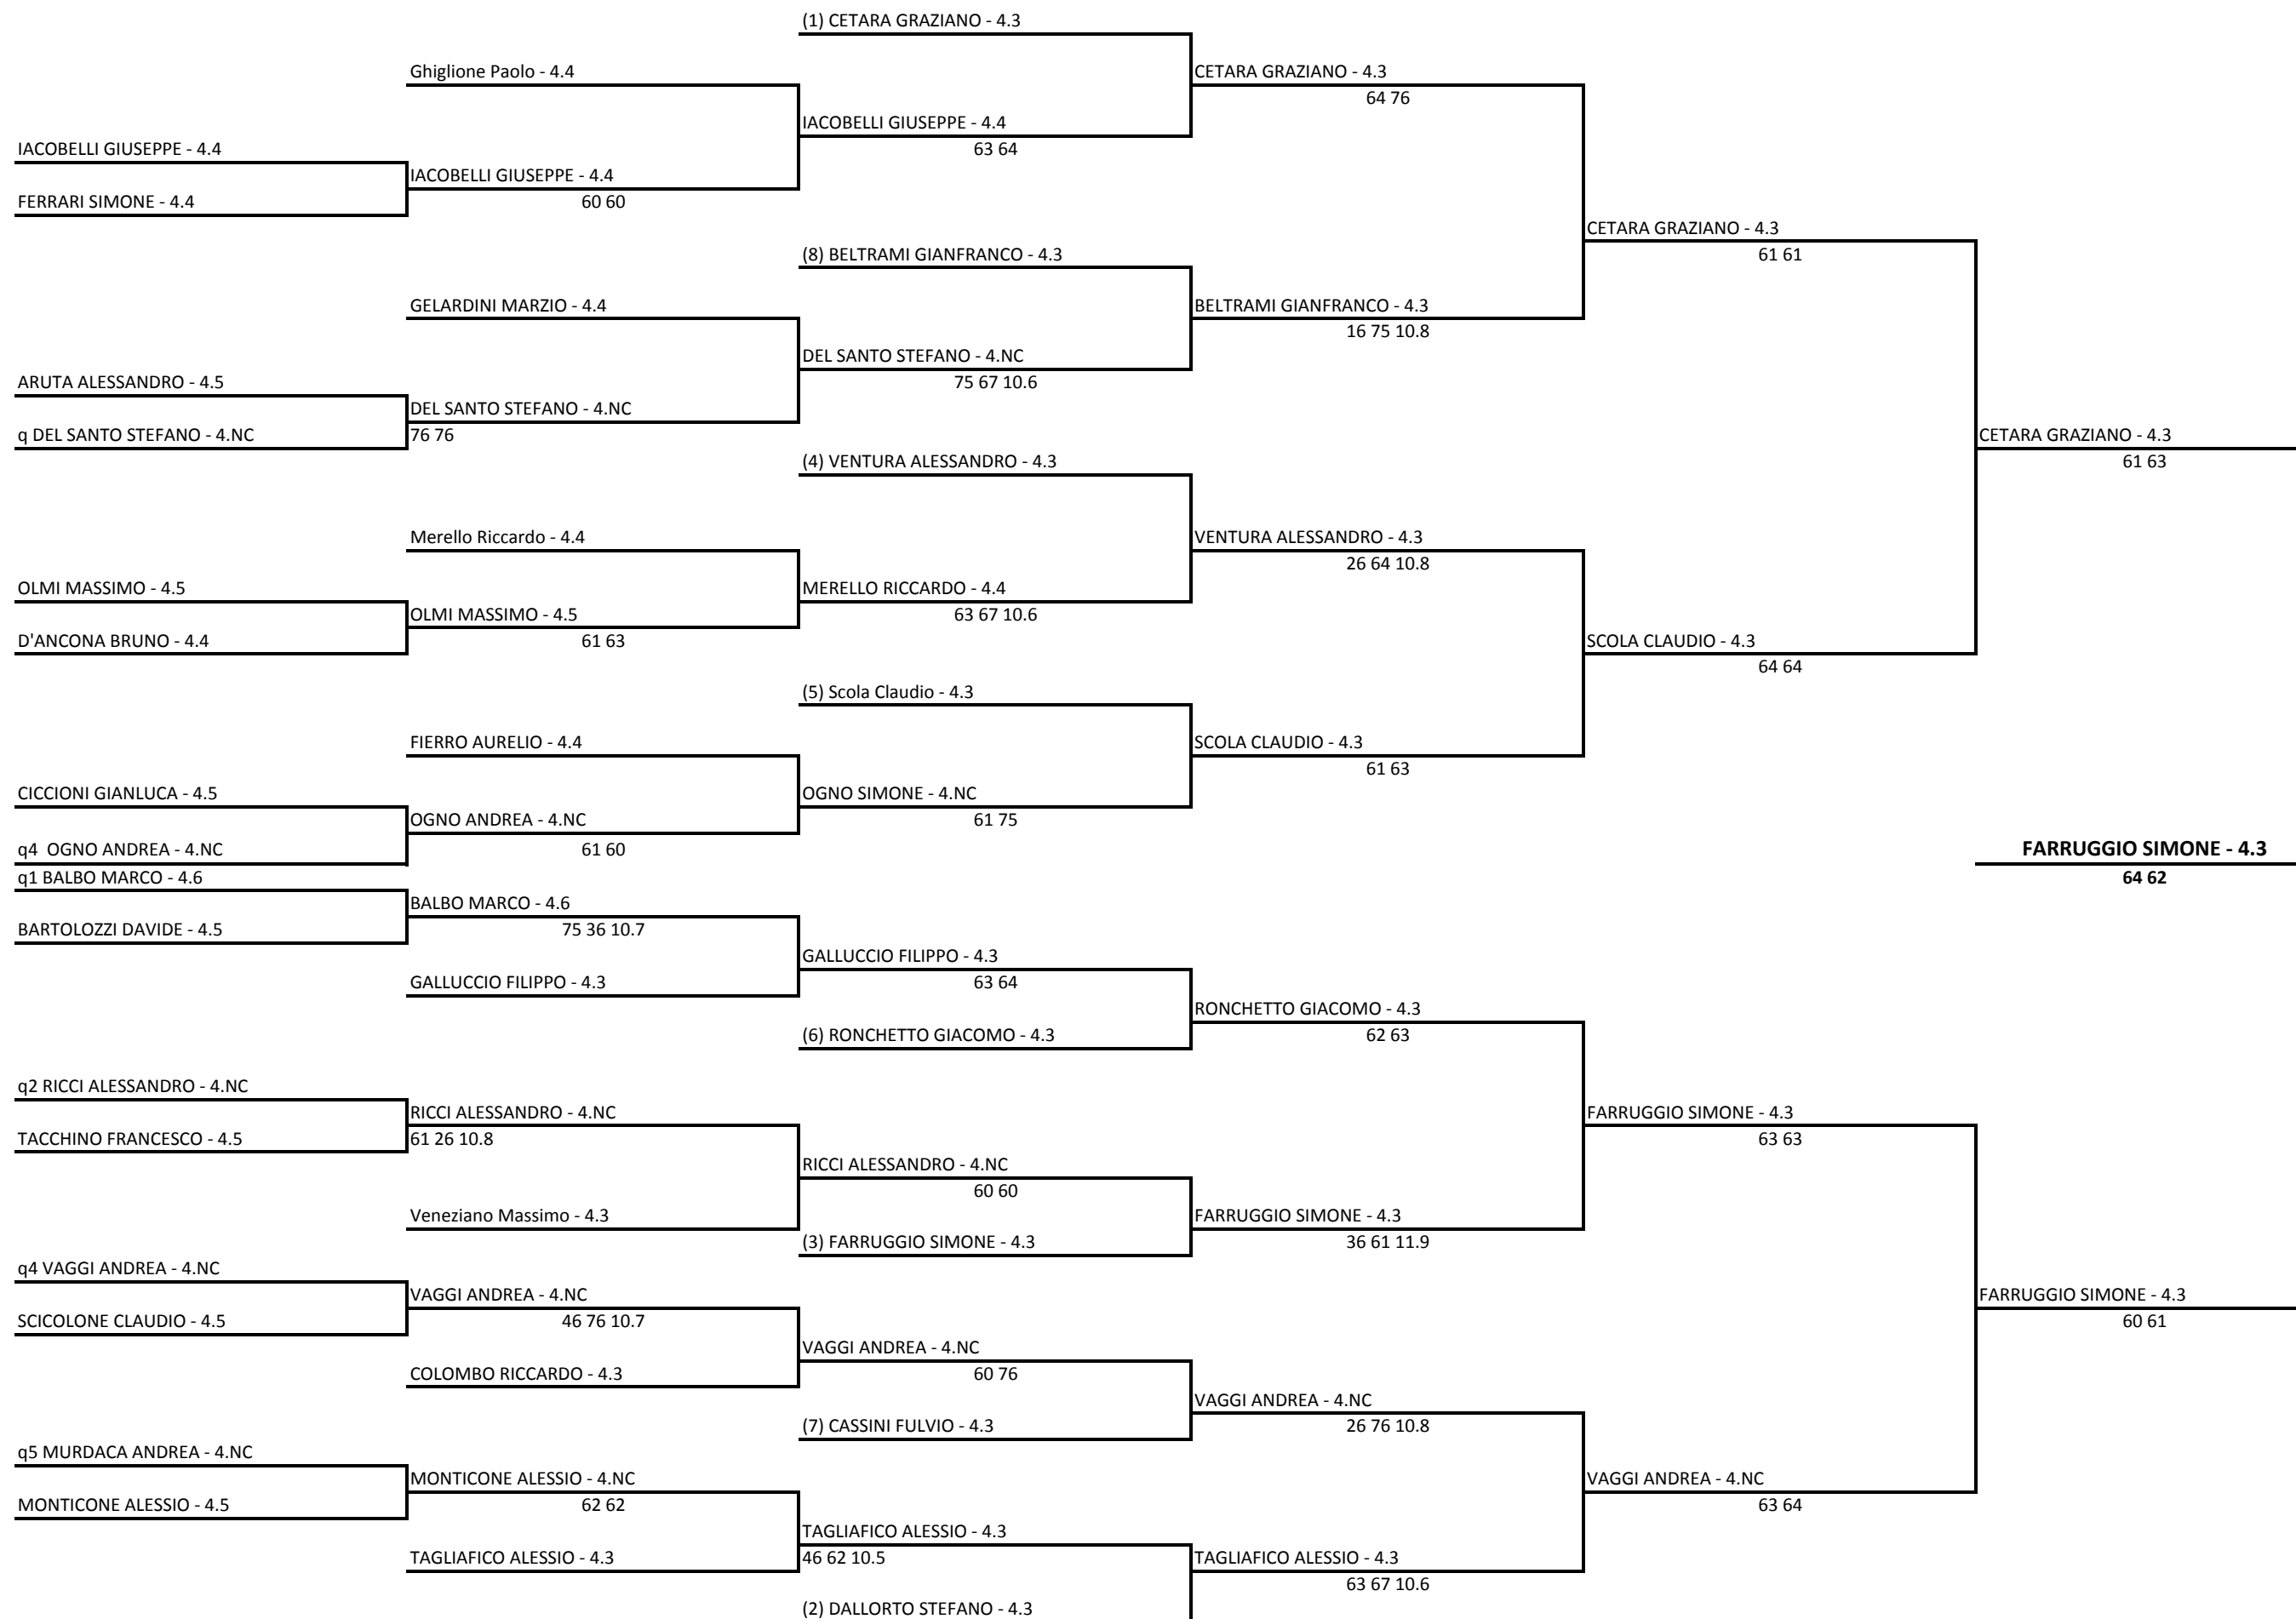 (1) CETARA GRAZIANO - 4.3
Ghiglione Paolo - 4.4
CETARA GRAZIANO - 4.3
64 76
IACOBELLI GIUSEPPE - 4.4
63 64
IACOBELLI GIUSEPPE - 4.4
IACOBELLI GIUSEPPE - 4.4
60 60
FERRARI SIMONE - 4.4
CETARA GRAZIANO - 4.3
61 61
(8) BELTRAMI GIANFRANCO - 4.3
GELARDINI MARZIO - 4.4
BELTRAMI GIANFRANCO - 4.3
16 75 10.8
DEL SANTO STEFANO - 4.NC
75 67 10.6
ARUTA ALESSANDRO - 4.5
DEL SANTO STEFANO - 4.NC
76 76
q DEL SANTO STEFANO - 4.NC
CETARA GRAZIANO - 4.3
61 63
(4) VENTURA ALESSANDRO - 4.3
Merello Riccardo - 4.4
VENTURA ALESSANDRO - 4.3
26 64 10.8
OLMI MASSIMO - 4.5
MERELLO RICCARDO - 4.4
63 67 10.6
OLMI MASSIMO - 4.5
61 63
D'ANCONA BRUNO - 4.4
SCOLA CLAUDIO - 4.3
64 64
(5) Scola Claudio - 4.3
FIERRO AURELIO - 4.4
SCOLA CLAUDIO - 4.3
61 63
CICCIONI GIANLUCA - 4.5
OGNO SIMONE - 4.NC
61 75
OGNO ANDREA - 4.NC
61 60
q4 OGNO ANDREA - 4.NC
FARRUGGIO SIMONE - 4.3
64 62
q1 BALBO MARCO - 4.6
BALBO MARCO - 4.6
75 36 10.7
BARTOLOZZI DAVIDE - 4.5
GALLUCCIO FILIPPO - 4.3
63 64
GALLUCCIO FILIPPO - 4.3
RONCHETTO GIACOMO - 4.3
62 63
(6) RONCHETTO GIACOMO - 4.3
q2 RICCI ALESSANDRO - 4.NC
RICCI ALESSANDRO - 4.NC
61 26 10.8
FARRUGGIO SIMONE - 4.3
63 63
TACCHINO FRANCESCO - 4.5
RICCI ALESSANDRO - 4.NC
60 60
Veneziano Massimo - 4.3
FARRUGGIO SIMONE - 4.3
36 61 11.9
(3) FARRUGGIO SIMONE - 4.3
q4 VAGGI ANDREA - 4.NC
VAGGI ANDREA - 4.NC
46 76 10.7
FARRUGGIO SIMONE - 4.3
60 61
SCICOLONE CLAUDIO - 4.5
VAGGI ANDREA - 4.NC
60 76
COLOMBO RICCARDO - 4.3
VAGGI ANDREA - 4.NC
26 76 10.8
(7) CASSINI FULVIO - 4.3
q5 MURDACA ANDREA - 4.NC
MONTICONE ALESSIO - 4.NC
62 62
VAGGI ANDREA - 4.NC
63 64
MONTICONE ALESSIO - 4.5
TAGLIAFICO ALESSIO - 4.3
46 62 10.5
TAGLIAFICO ALESSIO - 4.3
TAGLIAFICO ALESSIO - 4.3
63 67 10.6
(2) DALLORTO STEFANO - 4.3